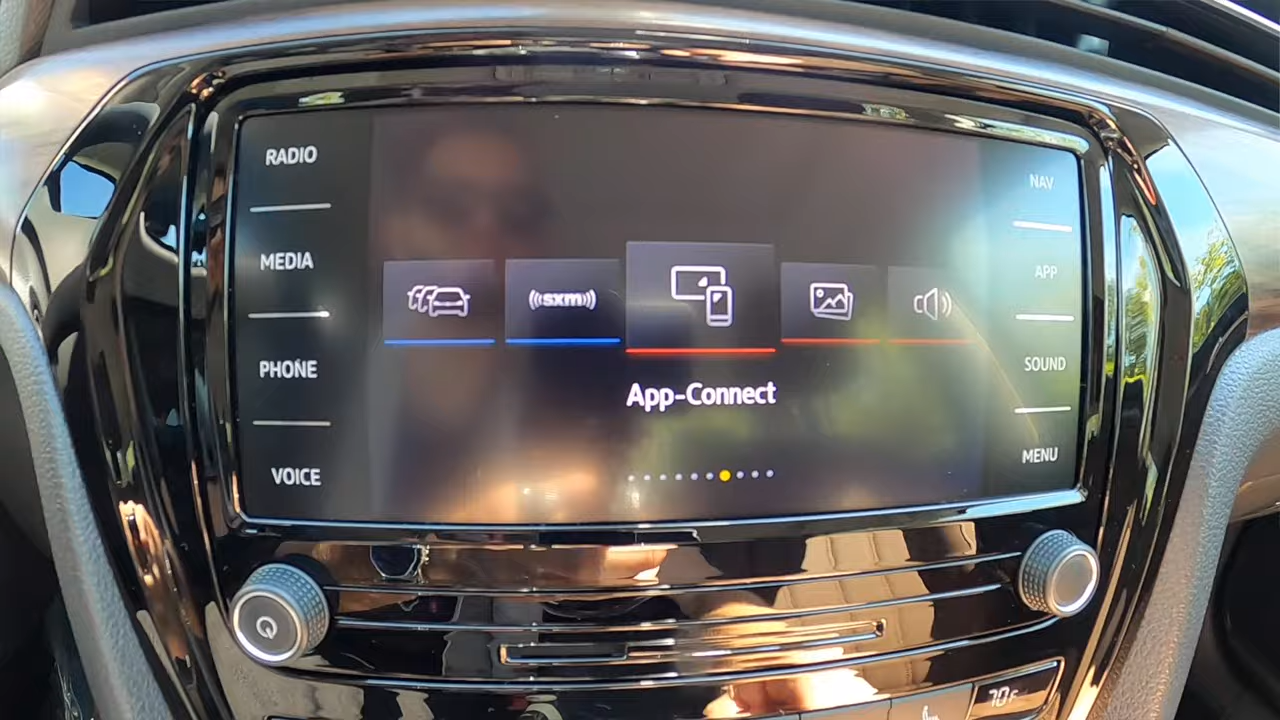 RADIO
MEDIA
PHONE
VOICE
((sxm))
App-Connect
NAV
APP
SOUND
MENU
70F